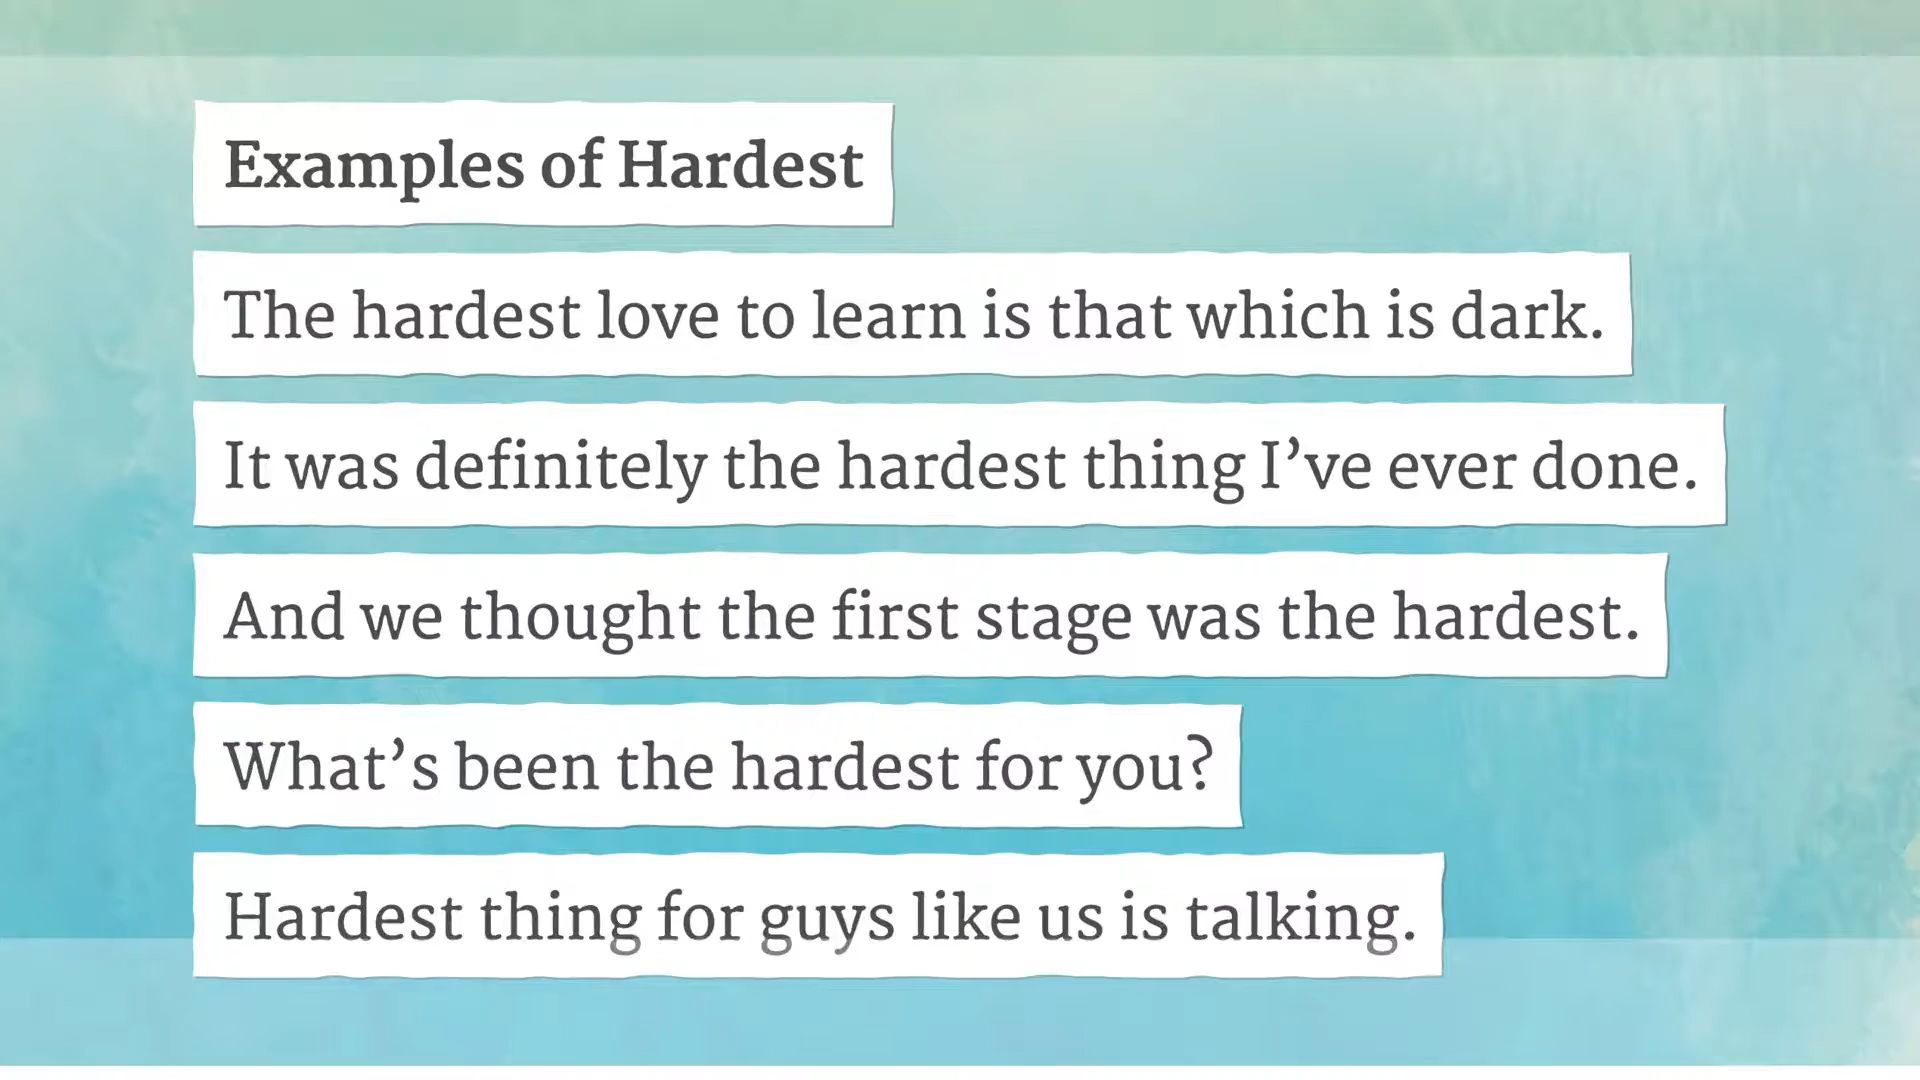 Examples of Hardest
The hardest love to learn is that which is dark.
It was definitely the hardest thing I’ve ever done.
And we thought the first stage was the hardest.
What’s been the hardest for you?
Hardest thing for guys like us is talking.